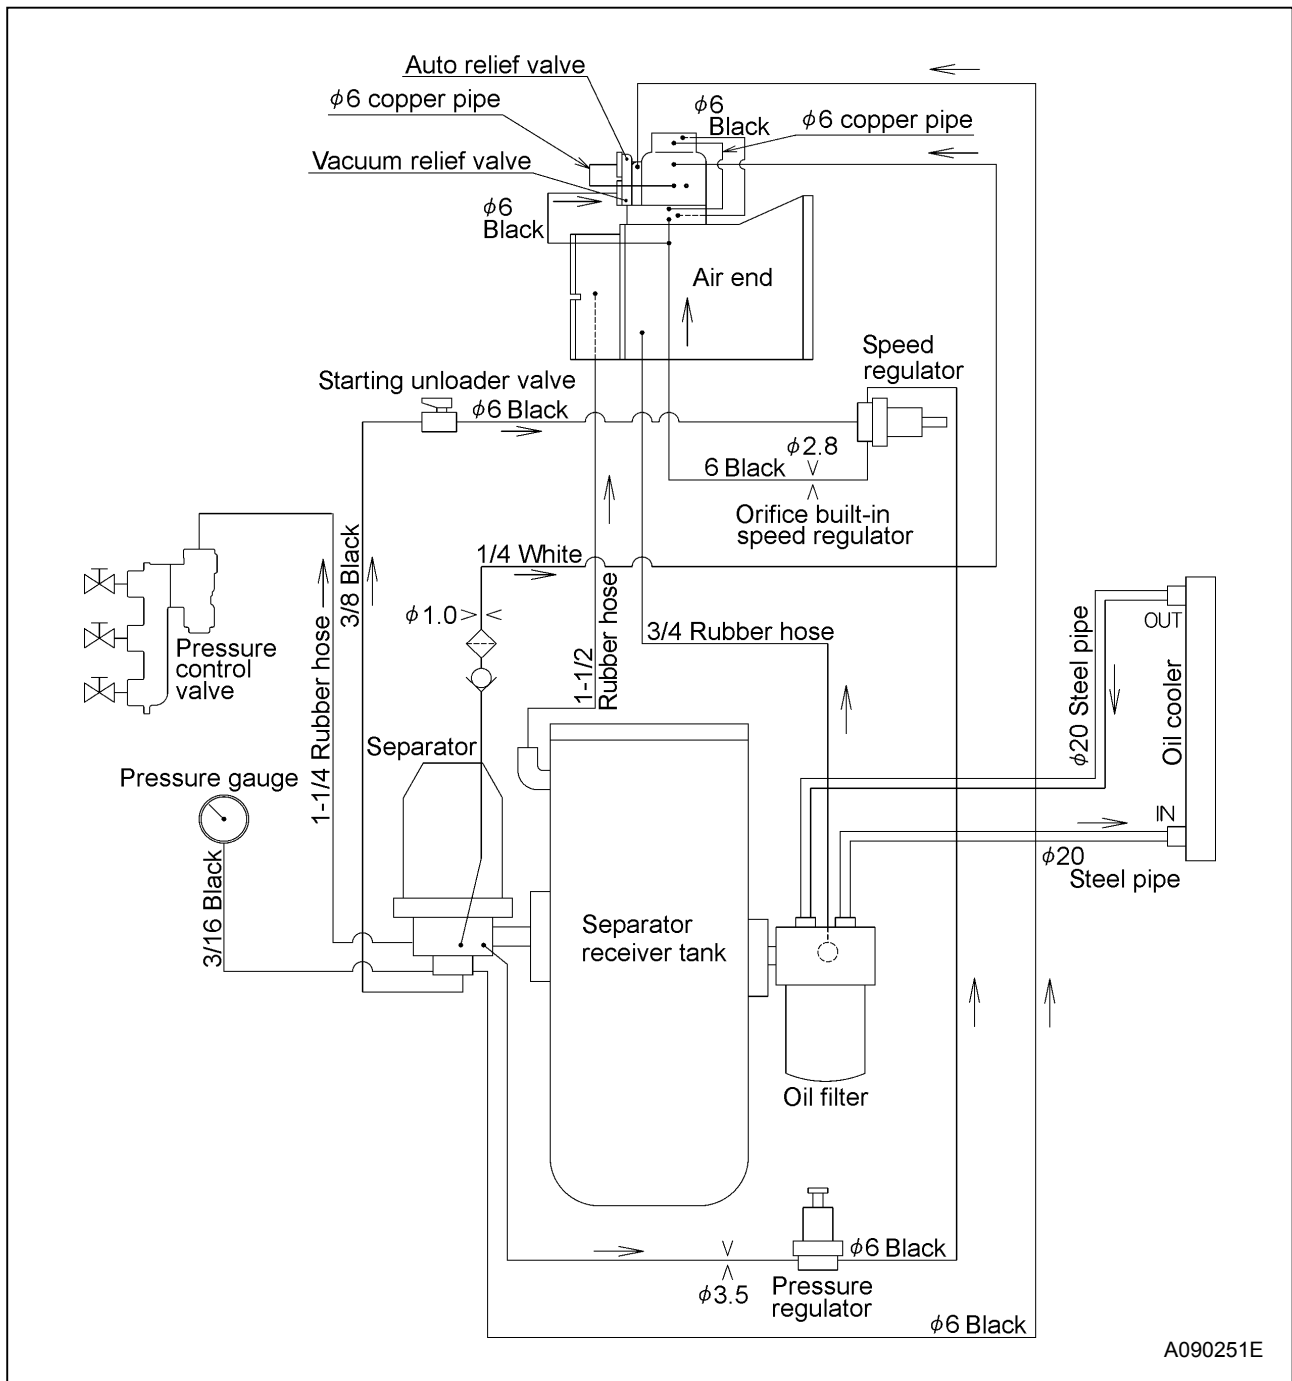 Auto relief valve
φ6 copper pipe
Vacuum relief valve
φ6
Black
φ6
Black
φ6 copper pipe
Air end
Speed
regulator
Starting unloader valve
φ6 Black
φ2.8
6 Black
Orifice built-in
speed regulator
1/4 White
φ1.0
3/8 Black
1-1/4 Rubber hose
1-1/2
Rubber hose
3/4 Rubber hose
Pressure
control
valve
φ20 Steel pipe
OUT
Oil cooler
IN
φ20
Steel pipe
Separator
Pressure gauge
3/16 Black
Separator
receiver tank
Oil filter
φ6 Black
φ3.5
Pressure
regulator
φ6 Black
A090251E